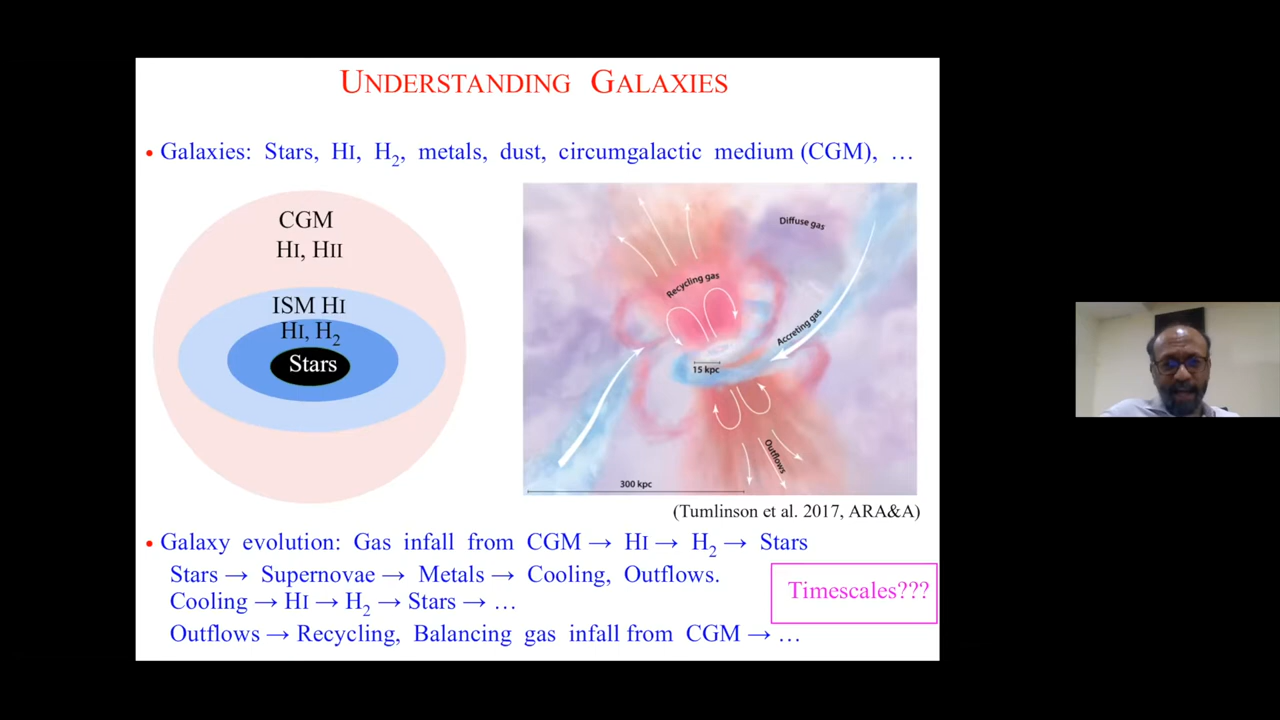 UNDERSTANDING GALAXIES
• Galaxies: Stars, HI, H₂, metals, dust, circumgalactic medium (CGM), …
CGM
HI, HII
ISM HI
HI, H₂
Stars
Diffuse gas
Recycling gas
Accreting gas
15 kpc
Outflows
300 kpc
(Tumlinson et al. 2017, ARA&A)
• Galaxy evolution: Gas infall from CGM → HI → H₂ → Stars
Stars → Supernovae → Metals → Cooling, Outflows.
Cooling → HI → H₂ → Stars → …
Outflows → Recycling, Balancing gas infall from CGM → …
Timescales???